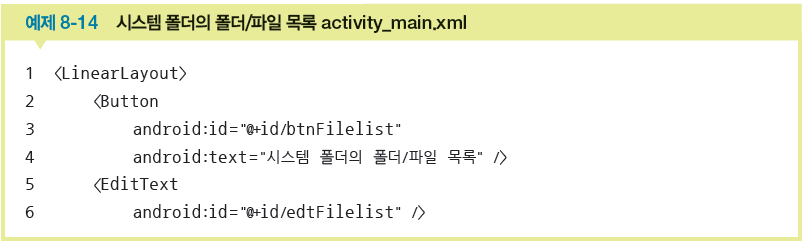 예제 8-14 시스템 폴더의 폴더/파일 목록 activity_main.xml
1 <LinearLayout>
2 <Button
3 android:id="@+id/btnFilelist"
4 android:text="시스템 폴더의 폴더/파일 목록" />
5 <EditText
6 android:id="@+id/edtFilelist" />